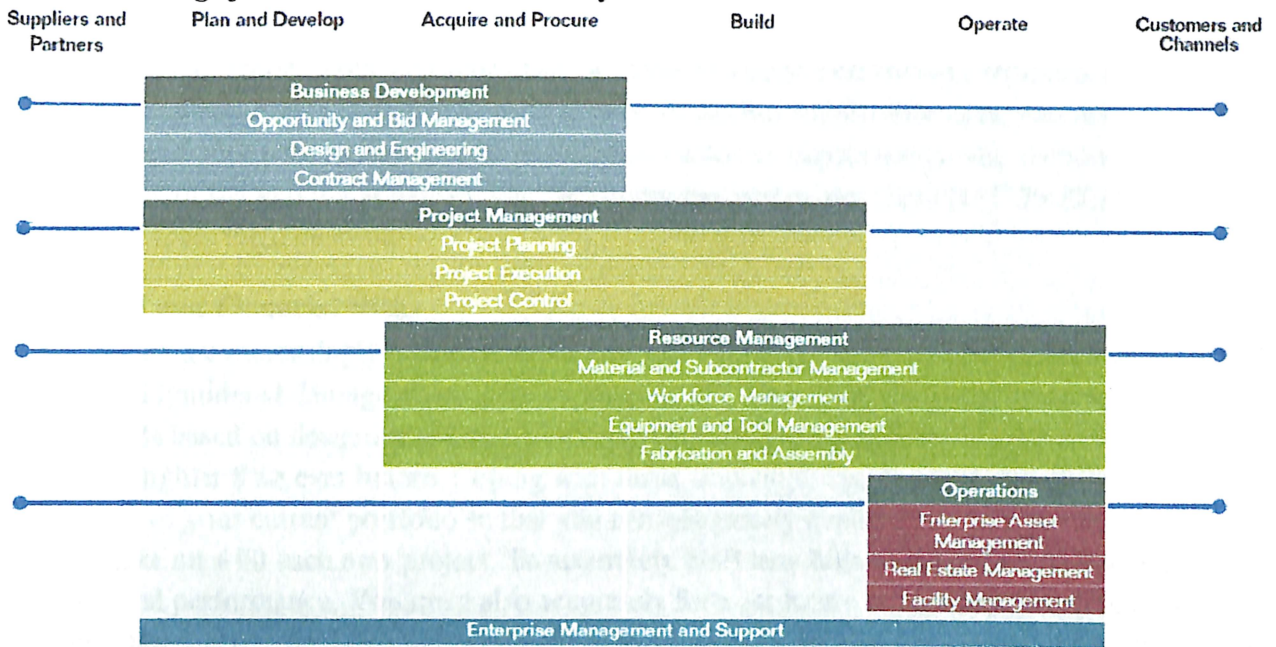 Suppliers and
Partners
Plan and Develop
Acquire and Procure
Build
Operate
Customers and
Channels
Business Development
Opportunity and Bid Management
Design and Engineering
Contract Management
Project Management
Project Planning
Project Execution
Project Control
Resource Management
Material and Subcontractor Management
Workforce Management
Equipment and Tool Management
Fabrication and Assembly
Operations
Enterprise Asset
Management
Real Estate Management
Facility Management
Enterprise Management and Support